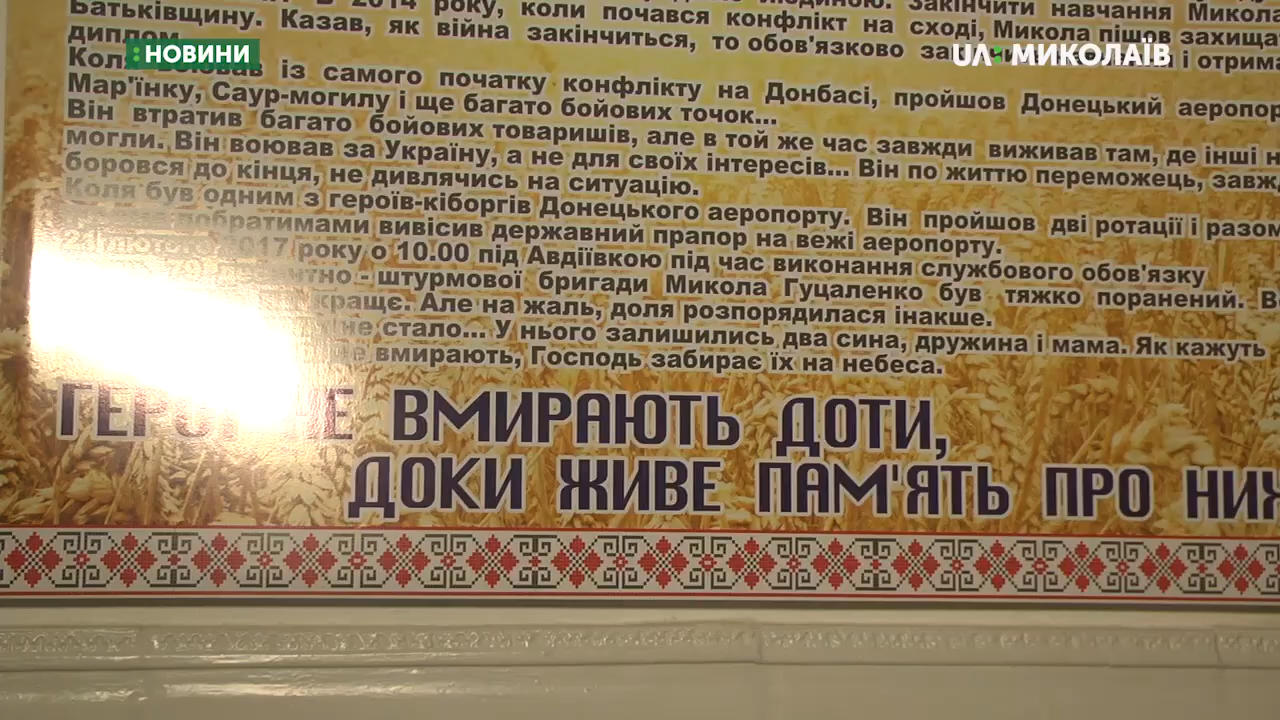 НОВИНИ
UA: МИКОЛАЇВ
Батьківщину. Казав, як війна закінчиться, то обов'язково
року, коли почався конфлікт на сході, Микола пішов
диплом
Коля воював із самого початку конфлікту на Донбасі, пройшов Донецький
Мар'їнку, Саур-могилу і ще багато бойових точок...
Він втратив багато бойових товаришів, але в той же час завжди виживав там, де інші
могли. Він воював за Україну, а не для своїх інтересів... Він по життю переможець,
боровся до кінця, не дивлячись на ситуацію.
Коля був одним з героїв-кіборгів Донецького аеропорту. Він пройшов дві ротації і разом
побратимами вивісив державний прапор на вежі аеропорту.
лютого 2017 року о 10.00 під Авдіївкою під час виконання службового обов'язку
- штурмової бригади Микола Гуцаленко був тяжко поранений.
краще. Але на жаль, доля розпорядилася інакше.
не стало... У нього залишились два сина, дружина і мама. Як кажуть
вмирають, Господь забирає їх на небеса.
ГЕРОЇ НЕ ВМИРАЮТЬ ДОТИ,
ДОКИ ЖИВЕ ПАМ'ЯТЬ ПРО НИХ